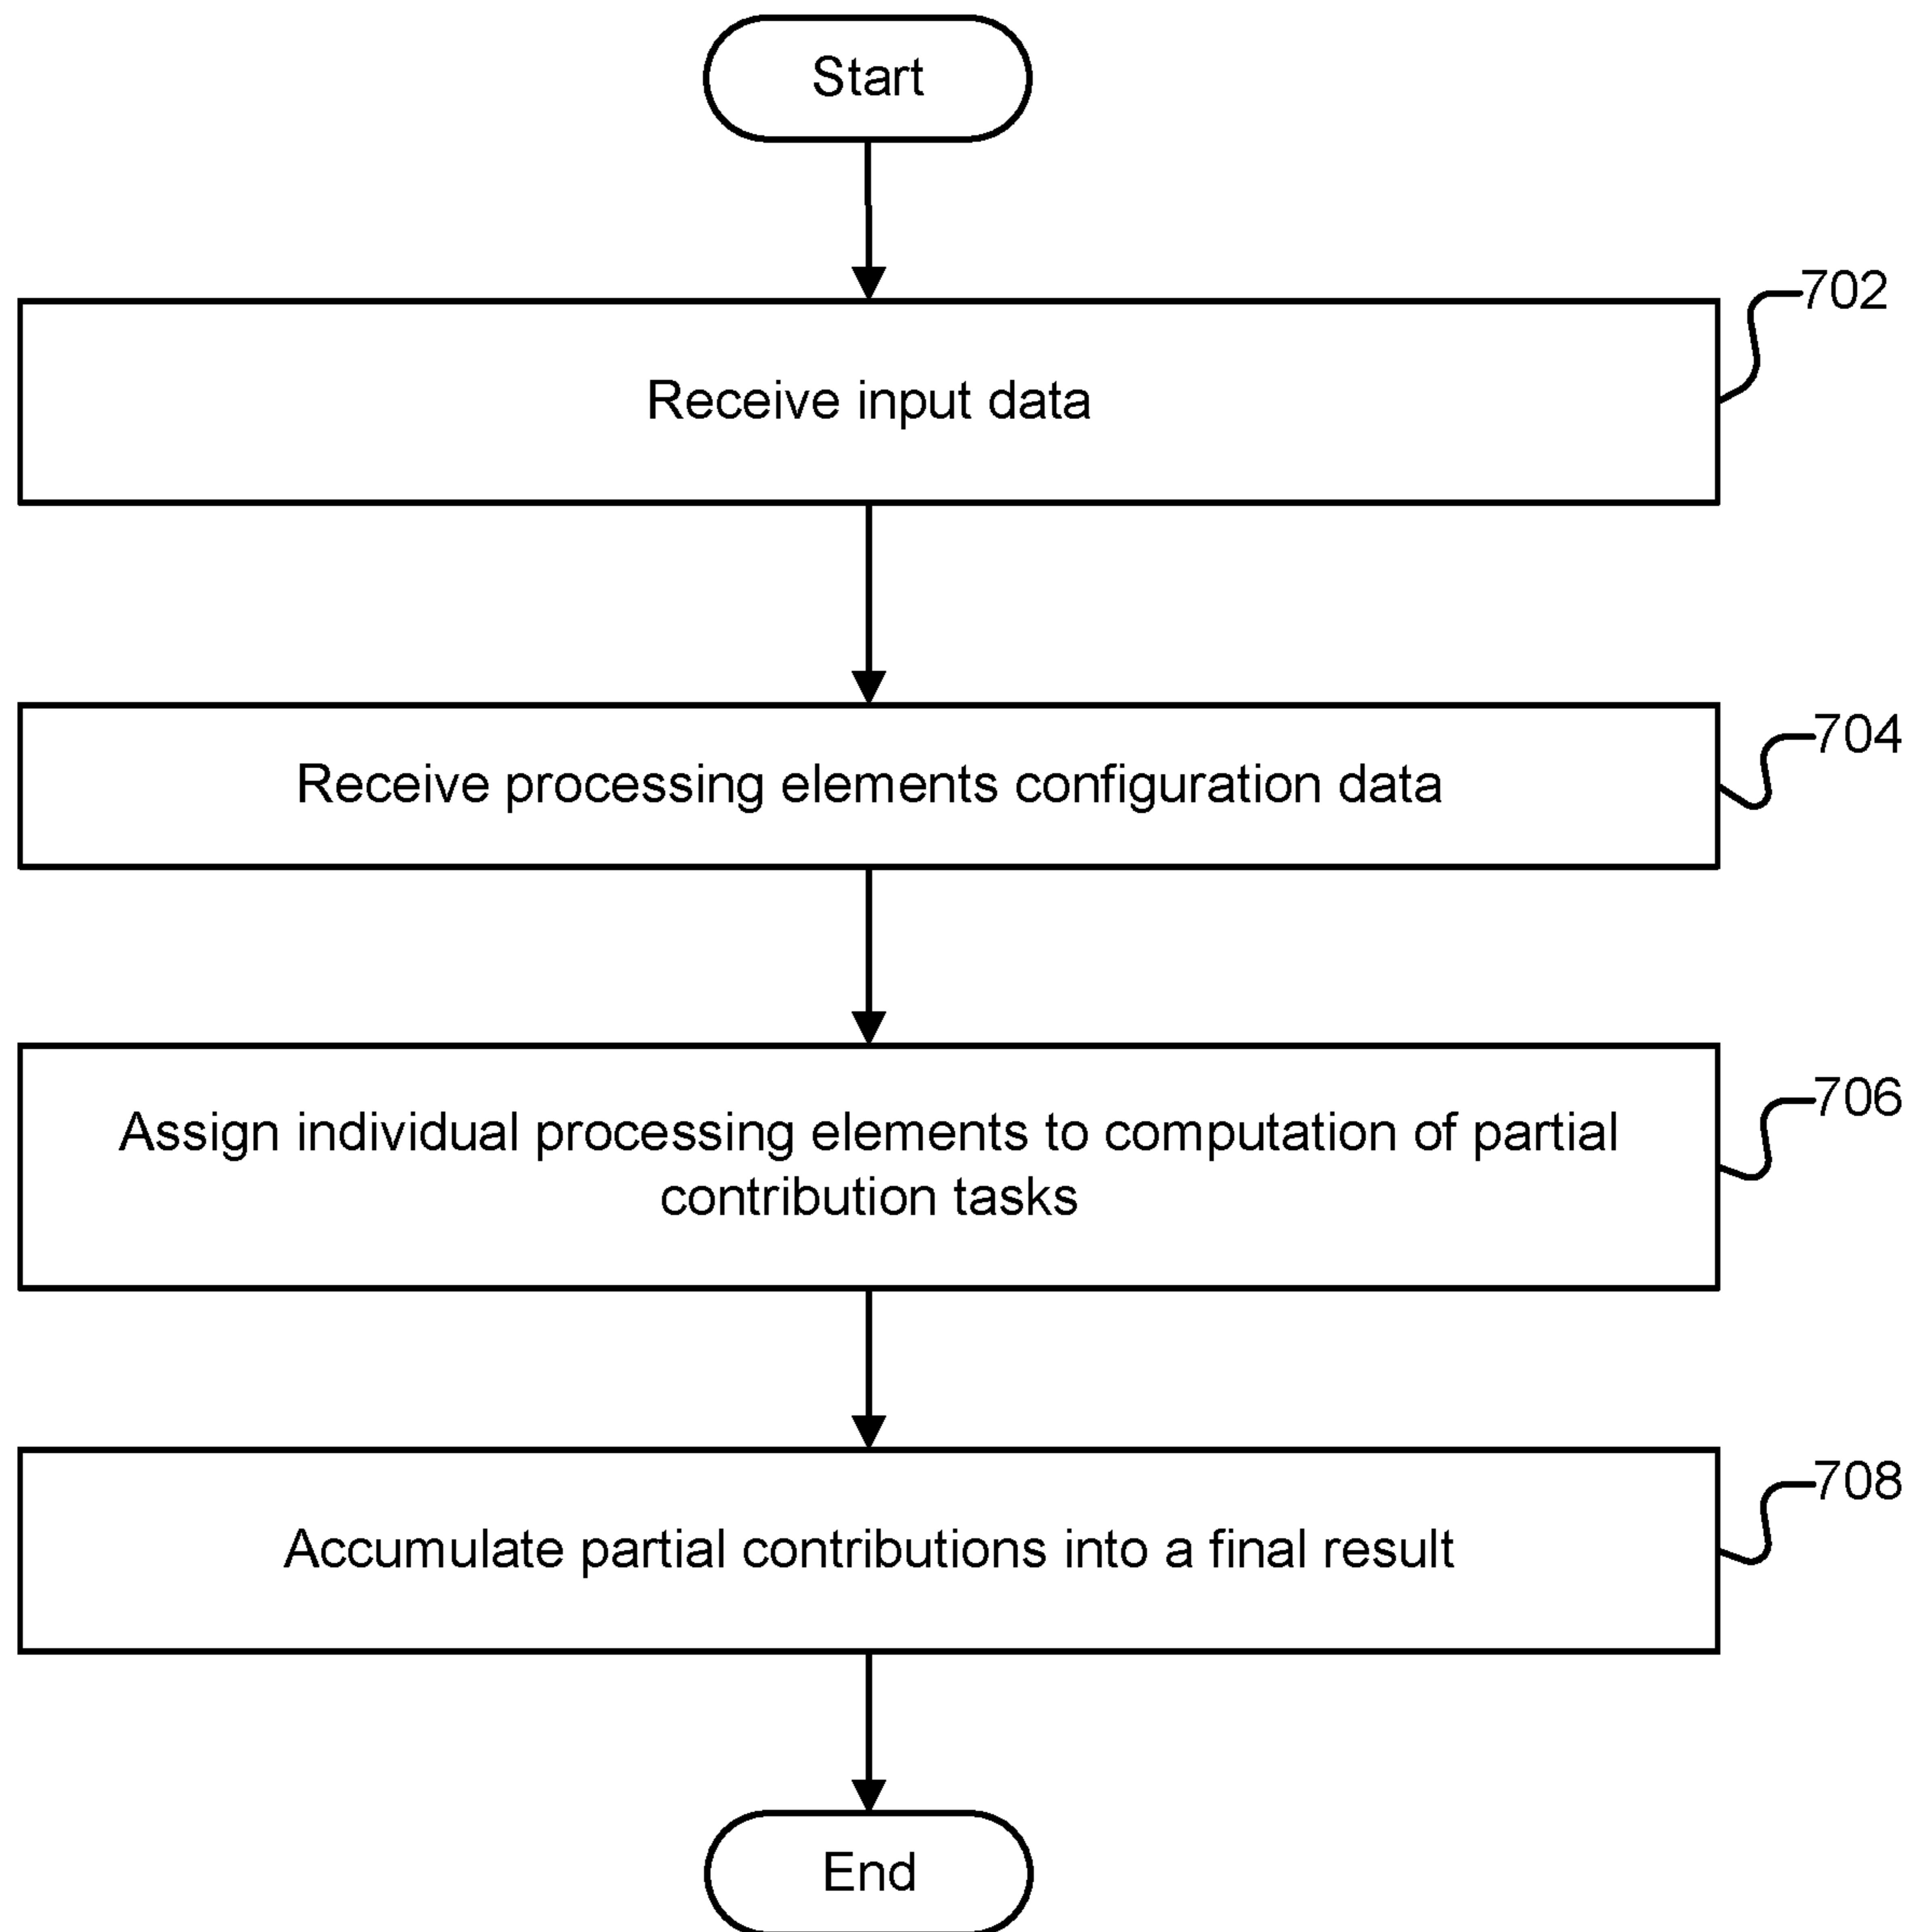 Start
702
Receive input data
704
Receive processing elements configuration data
706
Assign individual processing elements to computation of partial
contribution tasks
708
Accumulate partial contributions into a final result
End